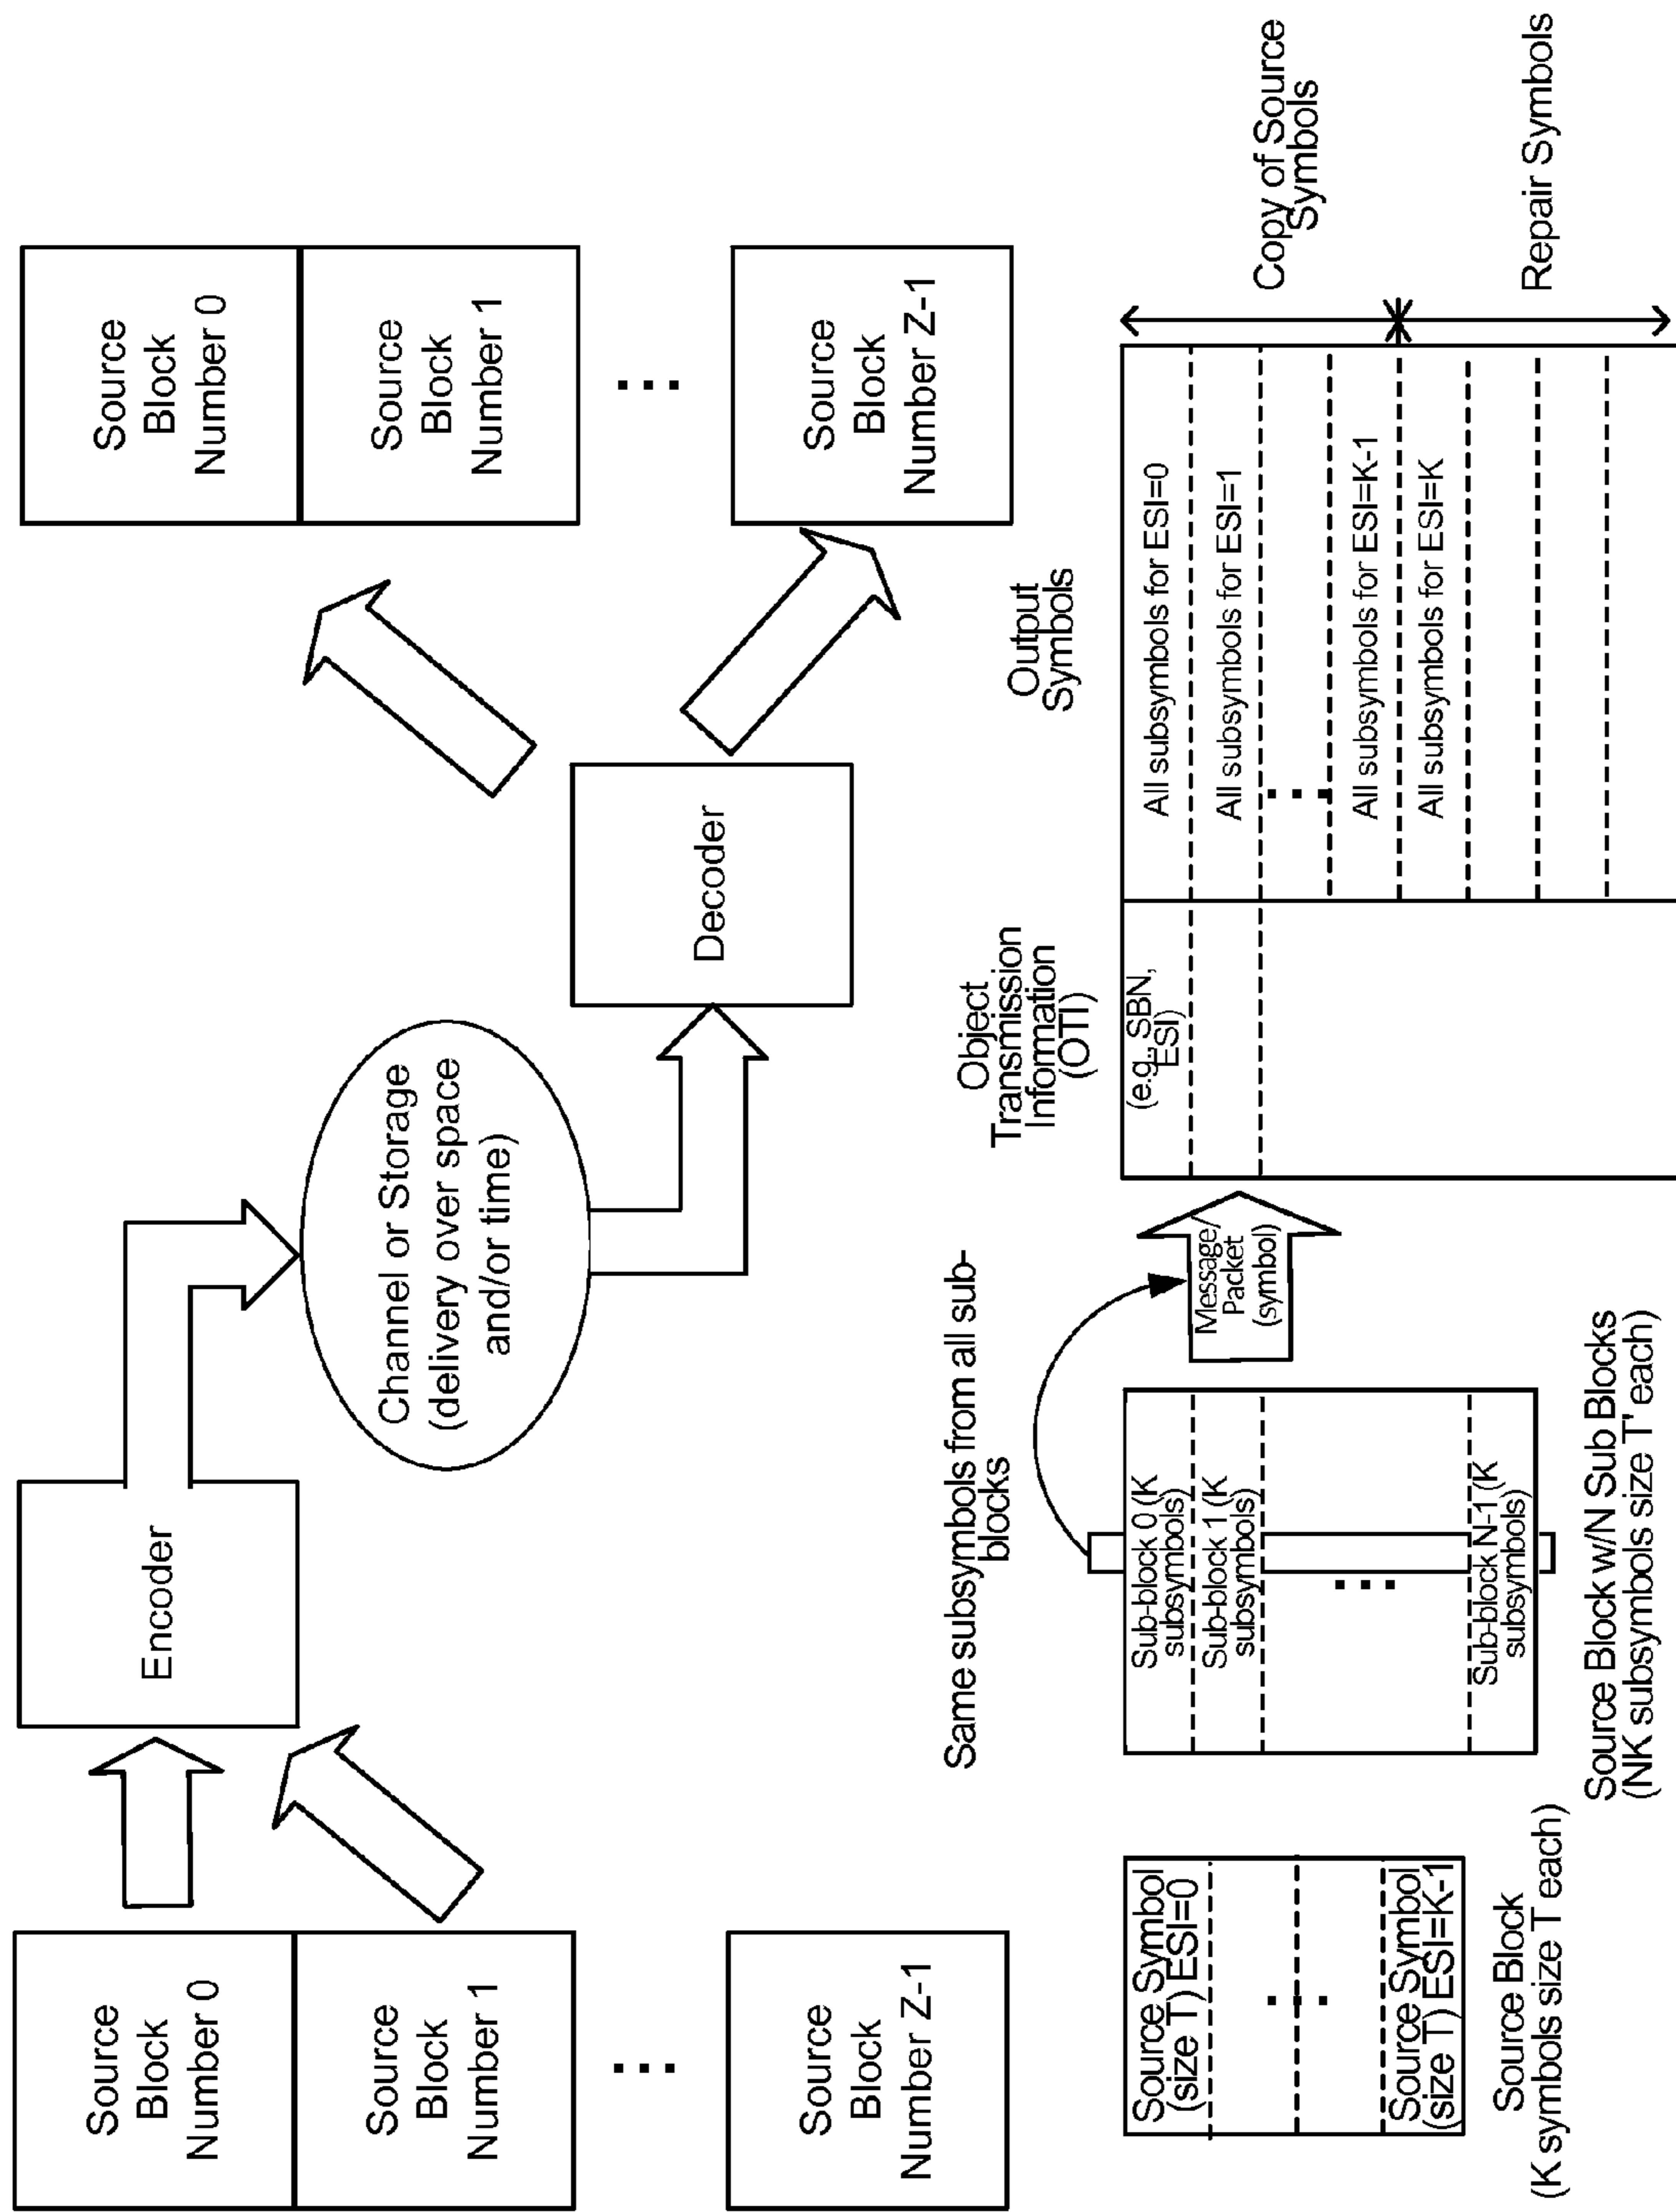 Source
Block
Number 0
Source
Block
Number 1
...
Source
Block
Number Z-1
Encoder
Channel or Storage
(delivery over space
and/or time)
Decoder
Source
Block
Number 0
Source
Block
Number 1
...
Source
Block
Number Z-1
Source Symbol
(size T) ESI=0
...
Source Symbol
(size T) ESI=K-1
Source Block
(K symbols size T each)
Same subsymbols from all sub-
blocks
Sub-block 0 (K
subsymbols)
Sub-block 1 (K
subsymbols)
...
Sub-block N-1 (K
subsymbols)
Source Block w/N Sub Blocks
(NK subsymbols size T' each)
Message/
Packet
(symbol)
Object
Transmission
Information
(OTI)
(e.g., SBN,
ESI)
Output
Symbols
All subsymbols for ESI=0
All subsymbols for ESI=1
...
All subsymbols for ESI=K-1
All subsymbols for ESI=K
Copy of Source
Symbols
Repair Symbols